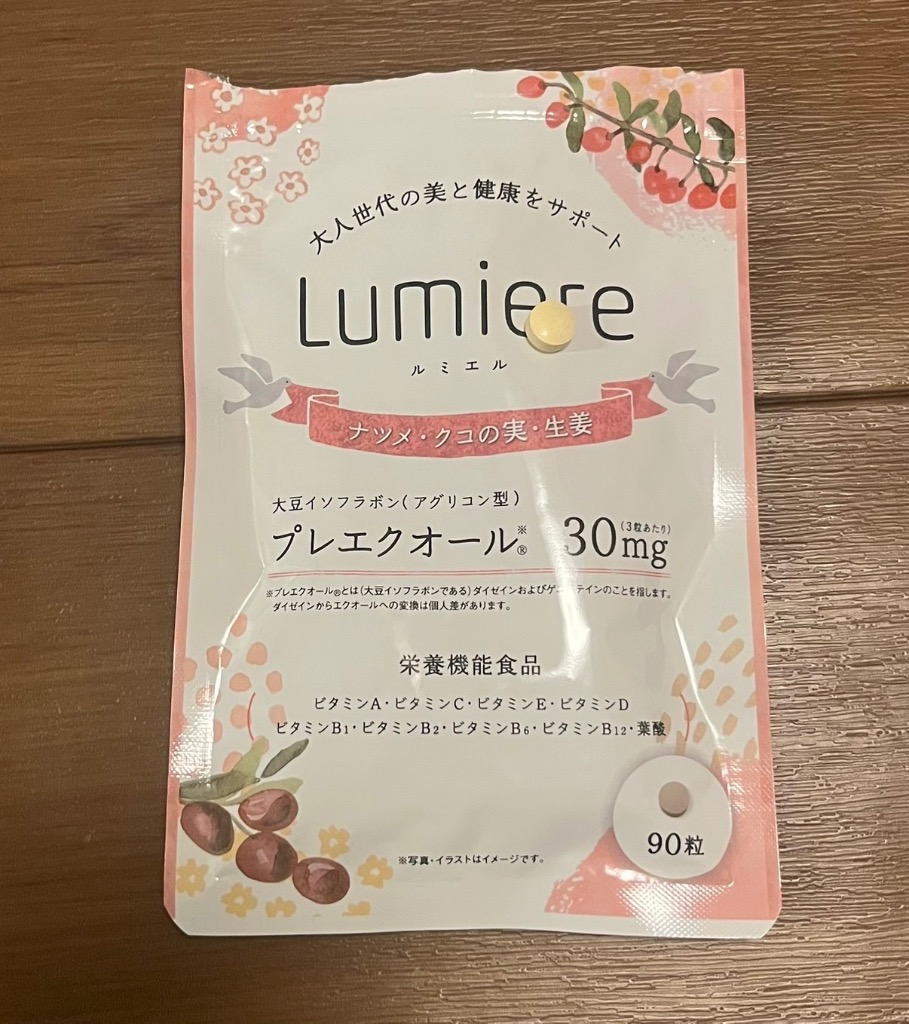 大人世代の美と健康をサポート
Lumiere
ルミエル
ナツメ・クコの実・生姜
大豆イソフラボン(アグリコン型)
プレエクオール®※ 30mg (3粒あたり)
※プレエクオール®とは(大豆イソフラボンである)ダイゼインおよびゲニステインのことを指します。
ダイゼインからエクオールへの変換は個人差があります。
栄養機能食品
ビタミンA・ビタミンC・ビタミンE・ビタミンD
ビタミンB1・ビタミンB2・ビタミンB6・ビタミンB12・葉酸
90粒
※写真・イラストはイメージです。